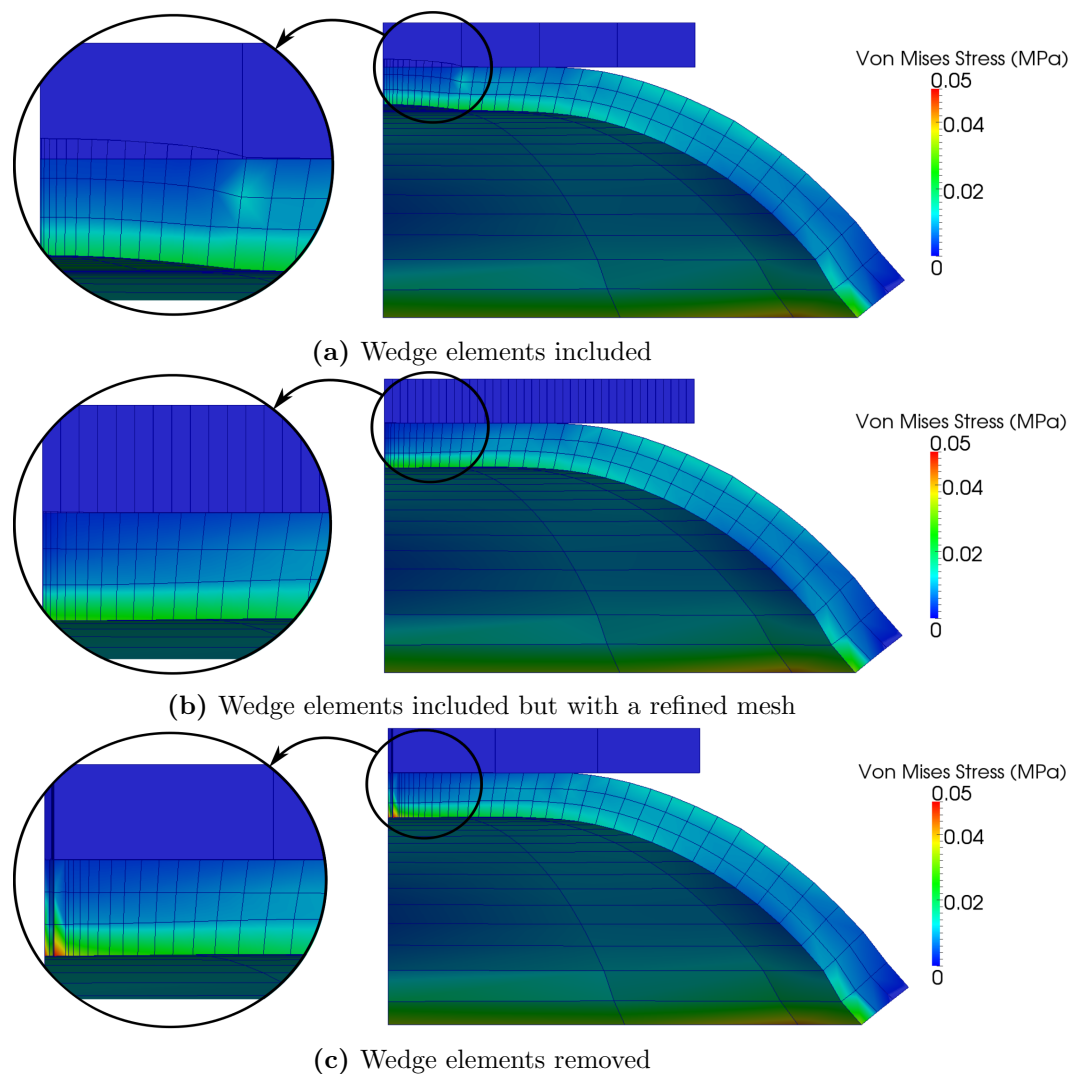 Von Mises Stress (MPa)
0.05
0.04
0.02
0
(a) Wedge elements included
Von Mises Stress (MPa)
0.05
0.04
0.02
0
(b) Wedge elements included but with a refined mesh
Von Mises Stress (MPa)
0.05
0.04
0.02
0
(c) Wedge elements removed